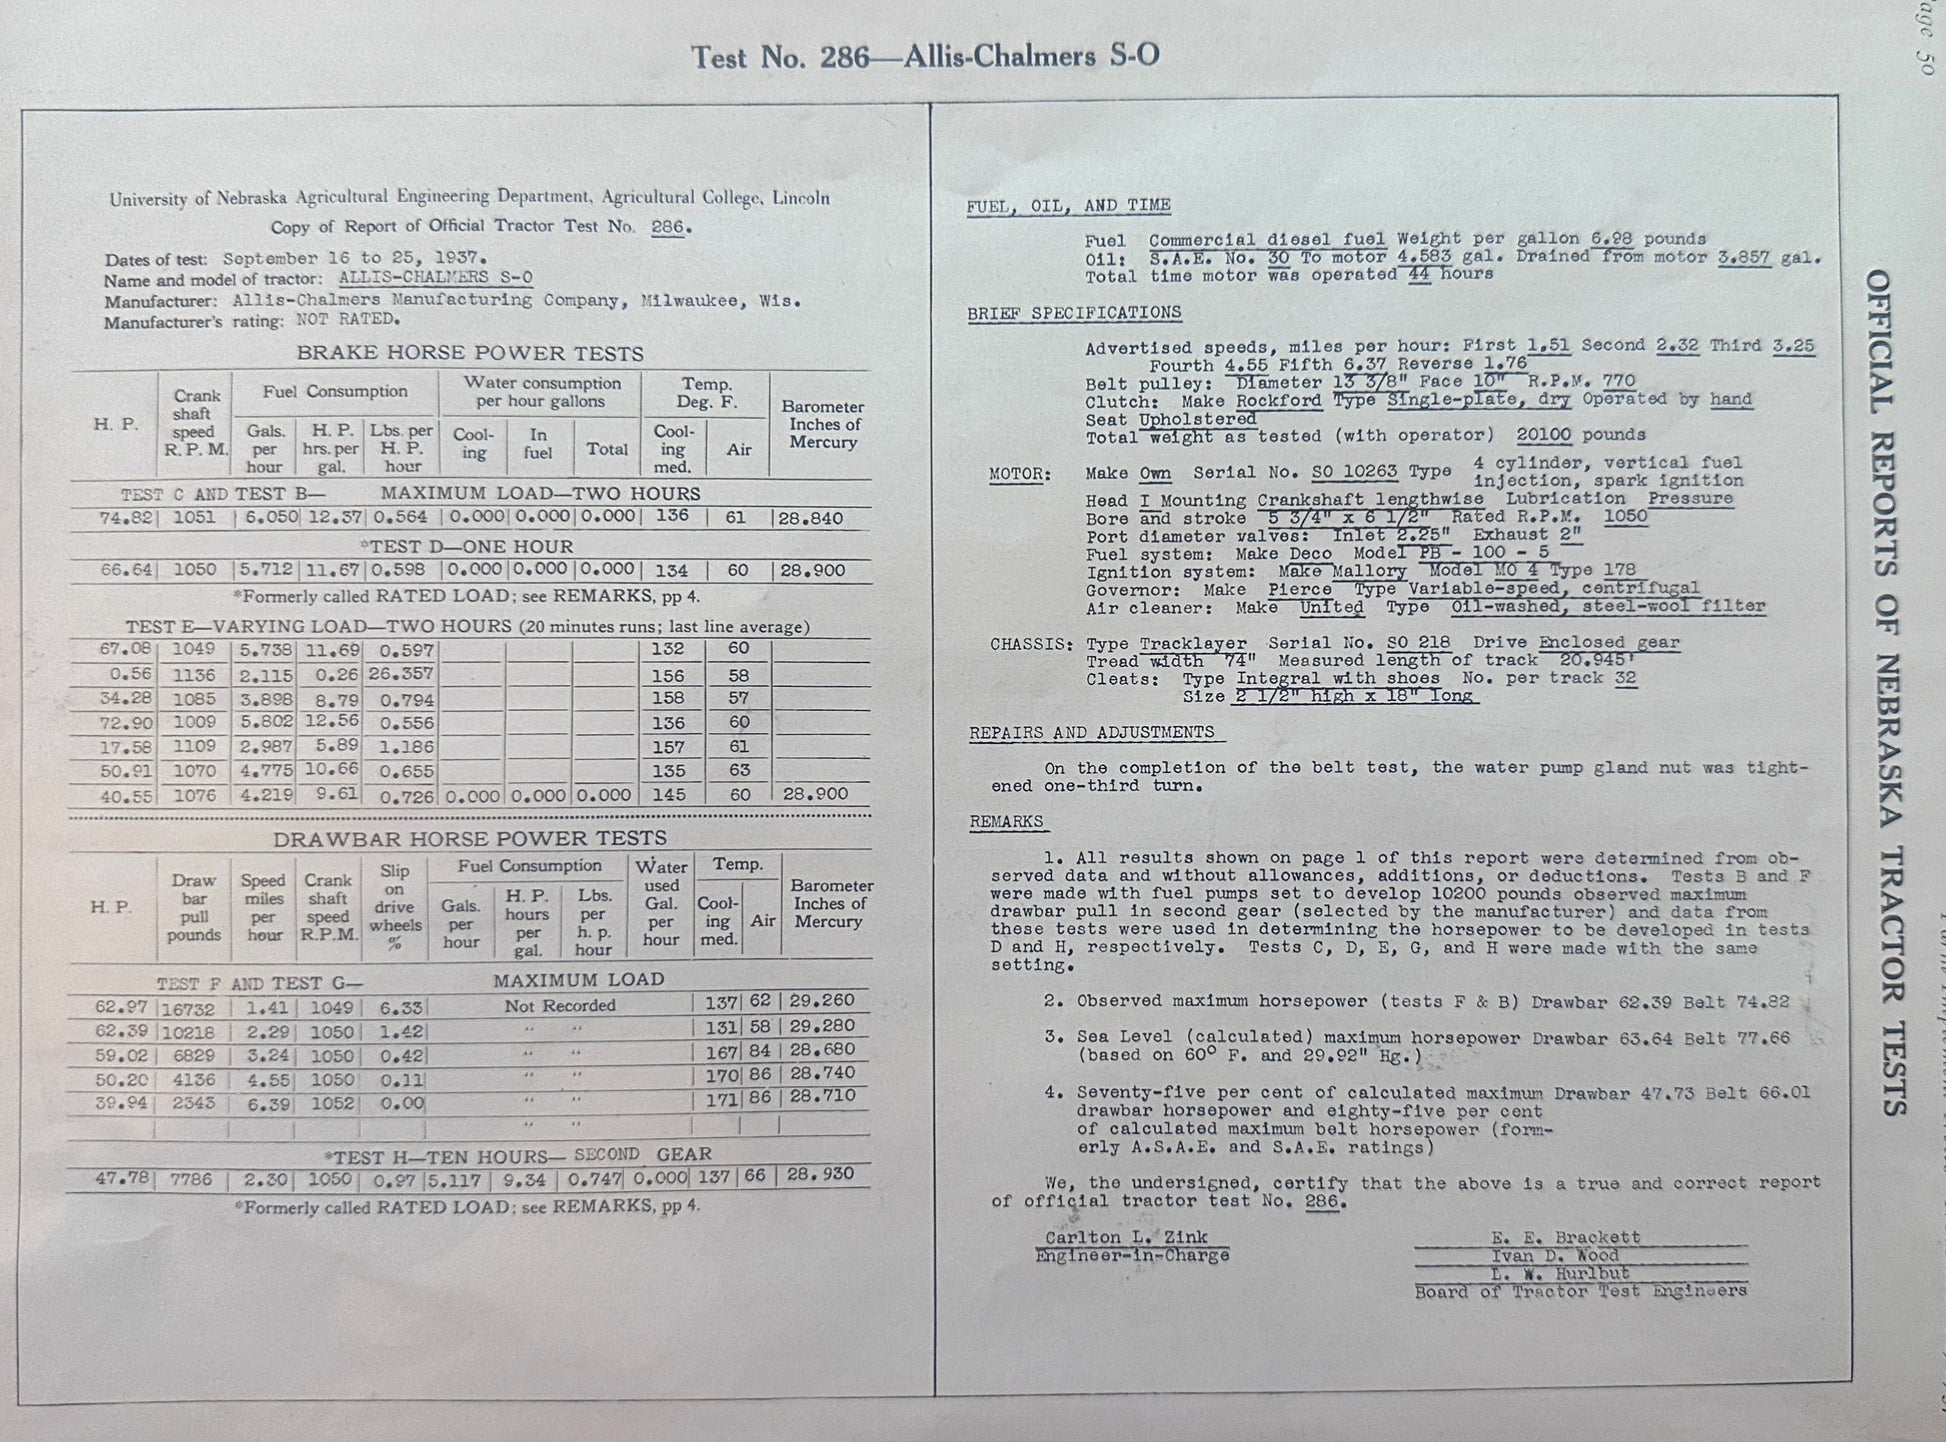 Page 50
Test No. 286—Allis-Chalmers S-O
University of Nebraska Agricultural Engineering Department, Agricultural College, Lincoln
Copy of Report of Official Tractor Test No. 286.
Dates of test: September 16 to 25, 1937.
Name and model of tractor: ALLIS-CHALMERS S-O
Manufacturer: Allis-Chalmers Manufacturing Company, Milwaukee, Wis.
Manufacturer's rating: NOT RATED.
BRAKE HORSE POWER TESTS
H. P. | Crank shaft speed R. P. M. | Fuel Consumption | Water consumption per hour gallons | Temp. Deg. F. | Barometer Inches of Mercury
Gals. per hour | H. P. hrs. per gal. | Lbs. per H. P. hour | Cool-ing | In fuel | Total | Cool-ing med. | Air
TEST C AND TEST B— MAXIMUM LOAD—TWO HOURS
74.82 | 1051 | 6.050 | 12.37 | 0.564 | 0.000 | 0.000 | 0.000 | 136 | 61 | 28.840
*TEST D—ONE HOUR
66.64 | 1050 | 5.712 | 11.67 | 0.598 | 0.000 | 0.000 | 0.000 | 134 | 60 | 28.900
*Formerly called RATED LOAD; see REMARKS, pp 4.
TEST E—VARYING LOAD—TWO HOURS (20 minutes runs; last line average)
67.08 | 1049 | 5.738 | 11.69 | 0.597 | 132 | 60
0.56 | 1136 | 2.115 | 0.26 | 26.357 | 156 | 58
34.28 | 1085 | 3.898 | 8.79 | 0.794 | 158 | 57
72.90 | 1009 | 5.802 | 12.56 | 0.556 | 136 | 60
17.58 | 1109 | 2.987 | 5.89 | 1.186 | 157 | 61
50.91 | 1070 | 4.775 | 10.66 | 0.655 | 135 | 63
40.55 | 1076 | 4.219 | 9.61 | 0.726 | 0.000 | 0.000 | 0.000 | 145 | 60 | 28.900
DRAWBAR HORSE POWER TESTS
H. P. | Draw bar pull pounds | Speed miles per hour | Crank shaft speed R.P.M. | Slip on drive wheels % | Fuel Consumption | Water used Gal. per hour | Temp. | Barometer Inches of Mercury
Gals. per hour | H. P. hours per gal. | Lbs. per h. p. hour | Cool-ing med. | Air
TEST F AND TEST G— MAXIMUM LOAD
62.97 | 16732 | 1.41 | 1049 | 6.33 | Not Recorded | 137 | 62 | 29.260
62.39 | 10218 | 2.29 | 1050 | 1.42 | " " | 131 | 58 | 29.280
59.02 | 6829 | 3.24 | 1050 | 0.42 | " " | 167 | 84 | 28.680
50.20 | 4136 | 4.55 | 1050 | 0.11 | " " | 170 | 86 | 28.740
39.94 | 2343 | 6.39 | 1052 | 0.00 | " " | 171 | 86 | 28.710
" "
*TEST H—TEN HOURS— SECOND GEAR
47.78 | 7786 | 2.30 | 1050 | 0.97 | 5.117 | 9.34 | 0.747 | 0.000 | 137 | 66 | 28.930
*Formerly called RATED LOAD; see REMARKS, pp 4.
FUEL, OIL, AND TIME
Fuel Commercial diesel fuel Weight per gallon 6.98 pounds
Oil: S.A.E. No. 30 To motor 4.583 gal. Drained from motor 3.857 gal.
Total time motor was operated 44 hours
BRIEF SPECIFICATIONS
Advertised speeds, miles per hour: First 1.51 Second 2.32 Third 3.25
Fourth 4.55 Fifth 6.37 Reverse 1.76
Belt pulley: Diameter 13 3/8" Face 10" R.P.M. 770
Clutch: Make Rockford Type Single-plate, dry Operated by hand
Seat Upholstered
Total weight as tested (with operator) 20100 pounds
MOTOR: Make Own Serial No. SO 10263 Type 4 cylinder, vertical fuel
injection, spark ignition
Head I Mounting Crankshaft lengthwise Lubrication Pressure
Bore and stroke 5 3/4" x 6 1/2" Rated R.P.M. 1050
Port diameter valves: Inlet 2.25" Exhaust 2"
Fuel system: Make Deco Model PB - 100 - 5
Ignition system: Make Mallory Model MO 4 Type 178
Governor: Make Pierce Type Variable-speed, centrifugal
Air cleaner: Make United Type Oil-washed, steel-wool filter
CHASSIS: Type Tracklayer Serial No. SO 218 Drive Enclosed gear
Tread width 74" Measured length of track 20.945'
Cleats: Type Integral with shoes No. per track 32
Size 2 1/2" high x 18" long
REPAIRS AND ADJUSTMENTS
On the completion of the belt test, the water pump gland nut was tight-
ened one-third turn.
REMARKS
1. All results shown on page 1 of this report were determined from ob-
served data and without allowances, additions, or deductions. Tests B and F
were made with fuel pumps set to develop 10200 pounds observed maximum
drawbar pull in second gear (selected by the manufacturer) and data from
these tests were used in determining the horsepower to be developed in tests
D and H, respectively. Tests C, D, E, G, and H were made with the same
setting.
2. Observed maximum horsepower (tests F & B) Drawbar 62.39 Belt 74.82
3. Sea Level (calculated) maximum horsepower Drawbar 63.64 Belt 77.66
(based on 60° F. and 29.92" Hg.)
4. Seventy-five per cent of calculated maximum Drawbar 47.73 Belt 66.01
drawbar horsepower and eighty-five per cent
of calculated maximum belt horsepower (form-
erly A.S.A.E. and S.A.E. ratings)
We, the undersigned, certify that the above is a true and correct report
of official tractor test No. 286.
Carlton L. Zink
Engineer-in-Charge
E. E. Brackett
Ivan D. Wood
L. W. Hurlbut
Board of Tractor Test Engineers
OFFICIAL REPORTS OF NEBRASKA TRACTOR TESTS